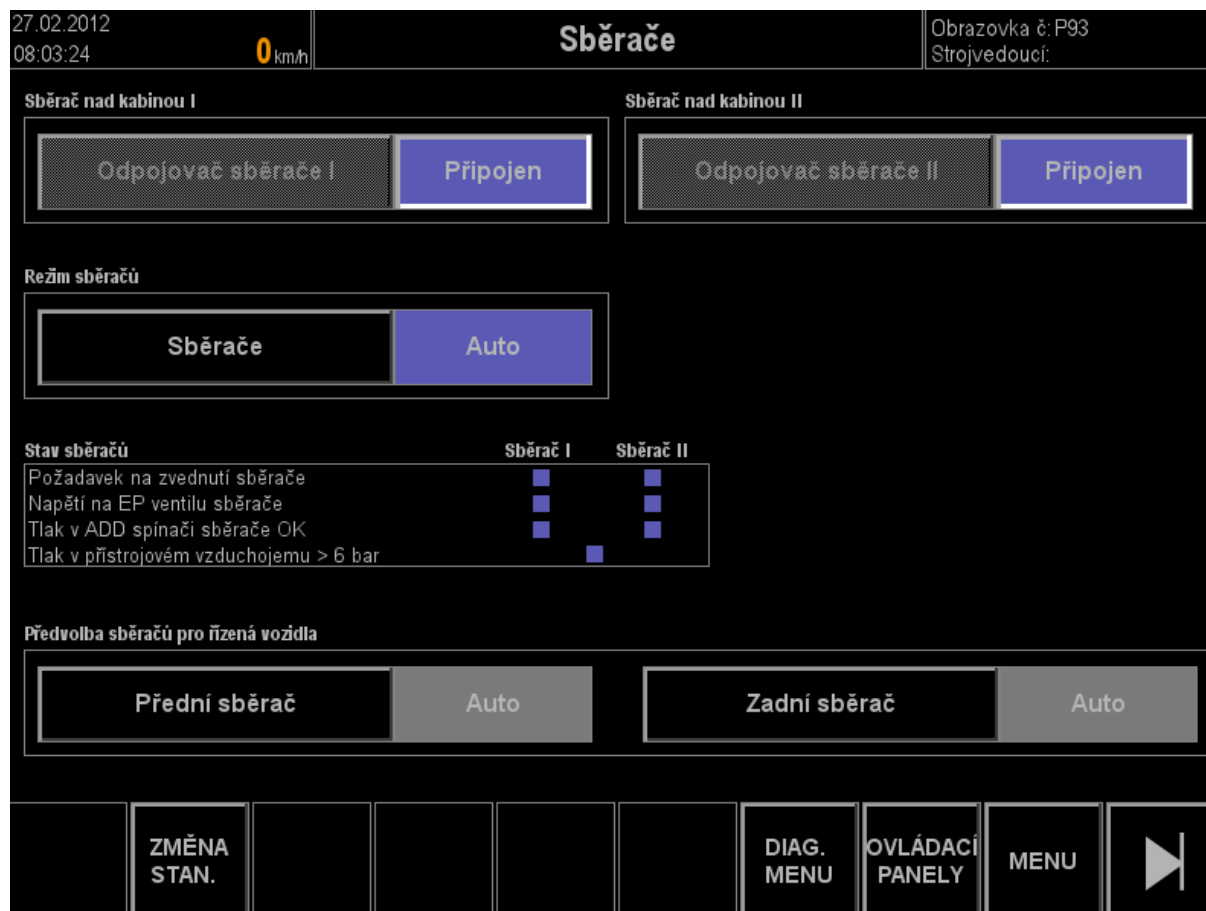 27.02.2012
08:03:24
0 km/h
Sběrače
Obrazovka č: P93
Strojvedoucí:
Sběrač nad kabinou I
Sběrač nad kabinou II
Odpojovač sběrače I
Připojen
Odpojovač sběrače II
Připojen
Režim sběračů
Sběrače
Auto
Stav sběračů
Sběrač I
Sběrač II
Požadavek na zvednutí sběrače
Napětí na EP ventilu sběrače
Tlak v ADD spínači sběrače OK
Tlak v přístrojovém vzduchojemu > 6 bar
Předvolba sběračů pro řízená vozidla
Přední sběrač
Auto
Zadní sběrač
Auto
ZMĚNA
STAN.
DIAG.
MENU
OVLÁDACÍ
PANELY
MENU